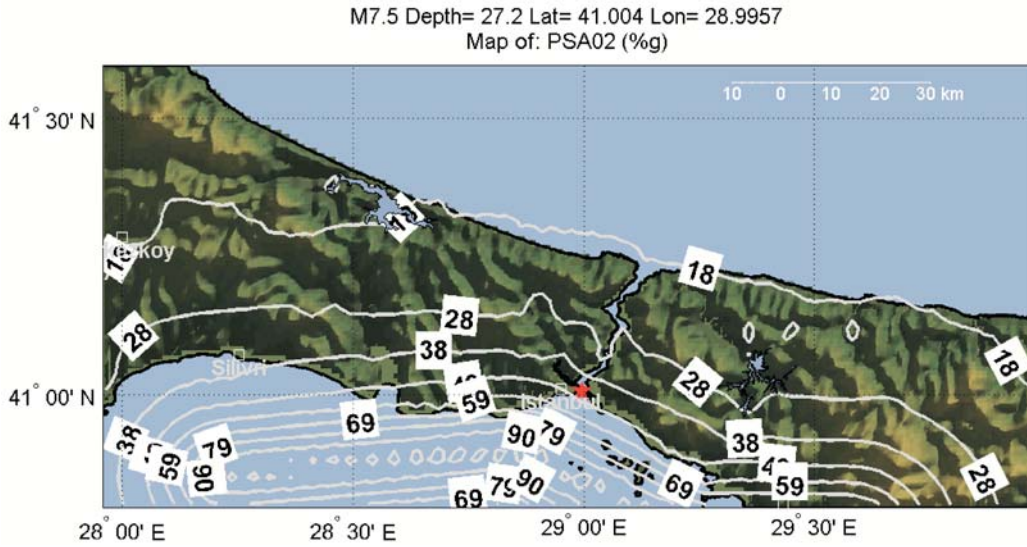 M7.5 Depth= 27.2 Lat= 41.004 Lon= 28.9957
Map of: PSA02 (%g)
10 0 10 20 30 km
41° 30' N
18
28
28
38
59
Silivri
Istanbul
69
28
18
38
59
79
90
90
79
38
59
69
79
90
69
28
59
18
41° 00' N
28° 00' E
28° 30' E
29° 00' E
29° 30' E